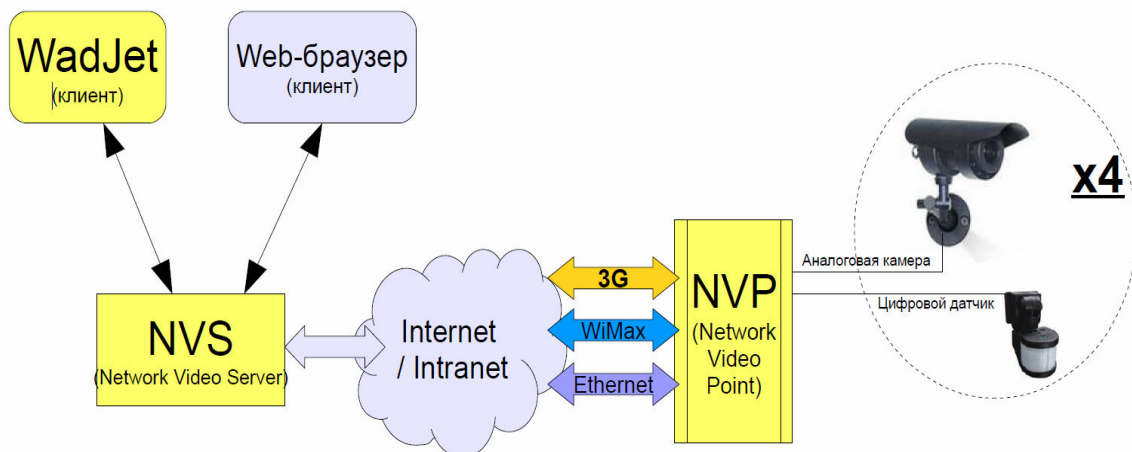 WadJet
(клиент)
Web-браузер
(клиент)
NVS
(Network Video Server)
Internet
/ Intranet
3G
WiMax
Ethernet
NVP
(Network
Video
Point)
Аналоговая камера
Цифровой датчик
x4